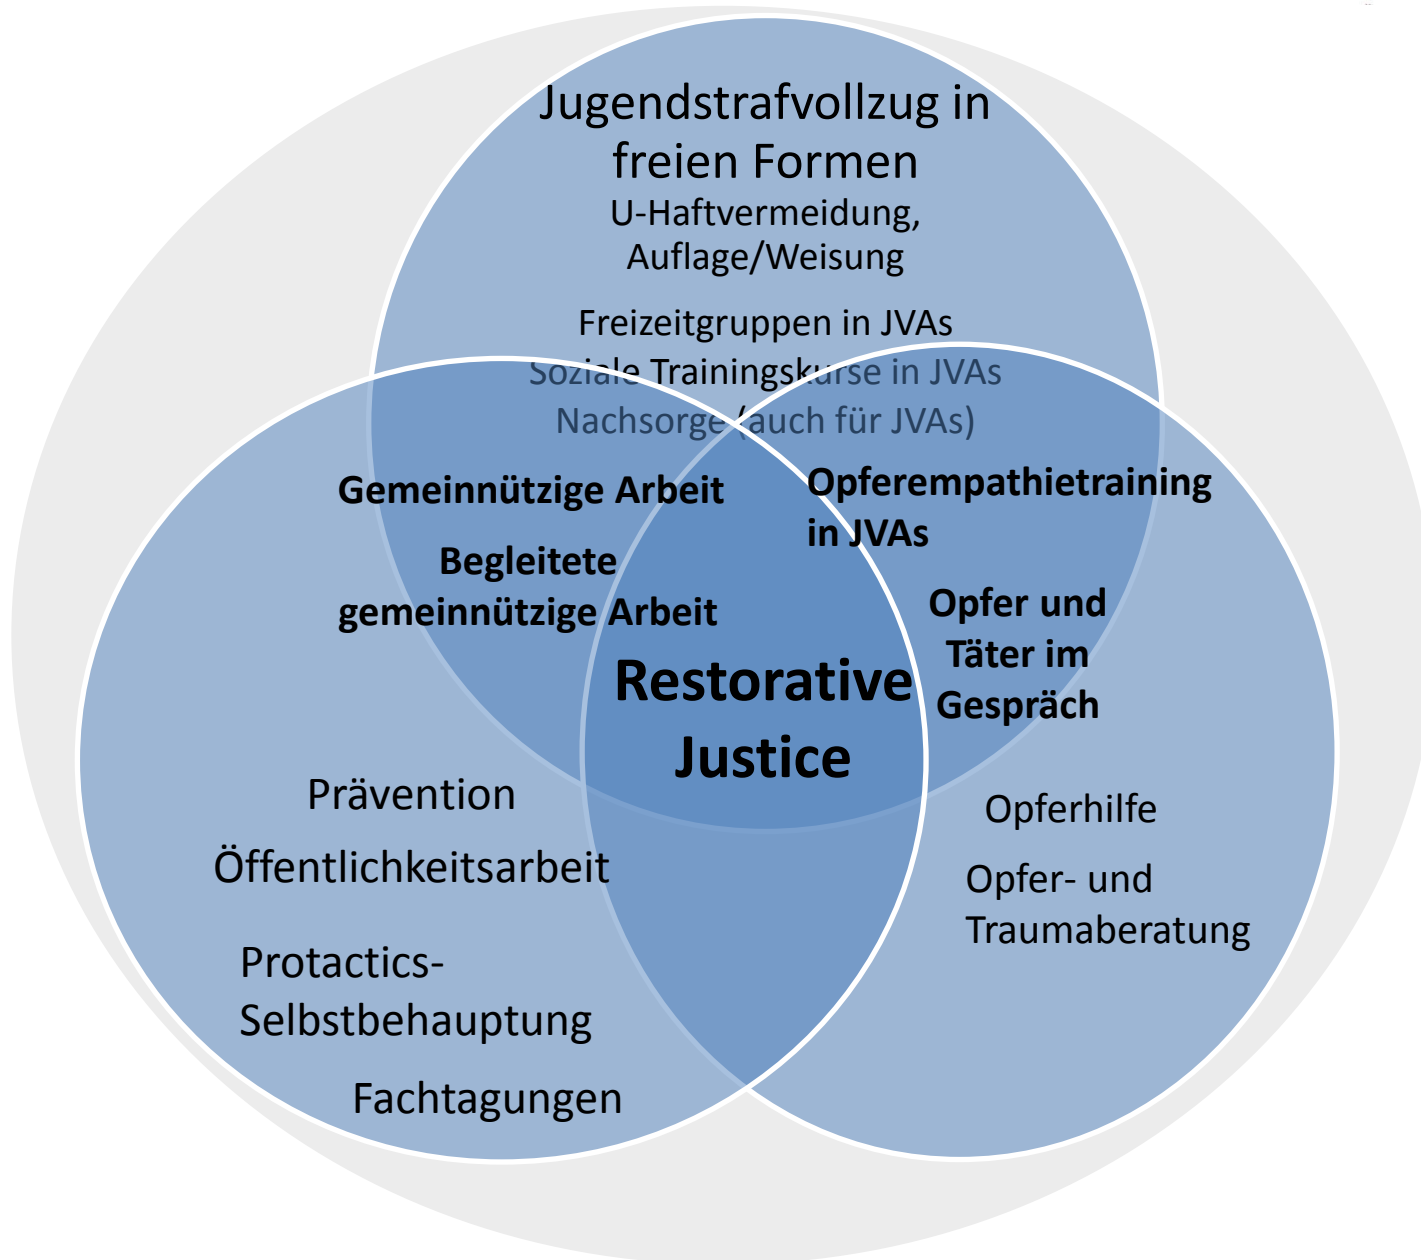 Jugendstrafvollzug in
freien Formen
U-Haftvermeidung,
Auflage/Weisung
Freizeitgruppen in JVAs
Soziale Trainingskurse in JVAs
Nachsorge (auch für JVAs)
Gemeinnützige Arbeit
Begleitete
gemeinnützige Arbeit
Opferempathietraining
in JVAs
Opfer und
Täter im
Gespräch
Restorative
Justice
Prävention
Öffentlichkeitsarbeit
Protactics-
Selbstbehauptung
Fachtagungen
Opferhilfe
Opfer- und
Traumaberatung